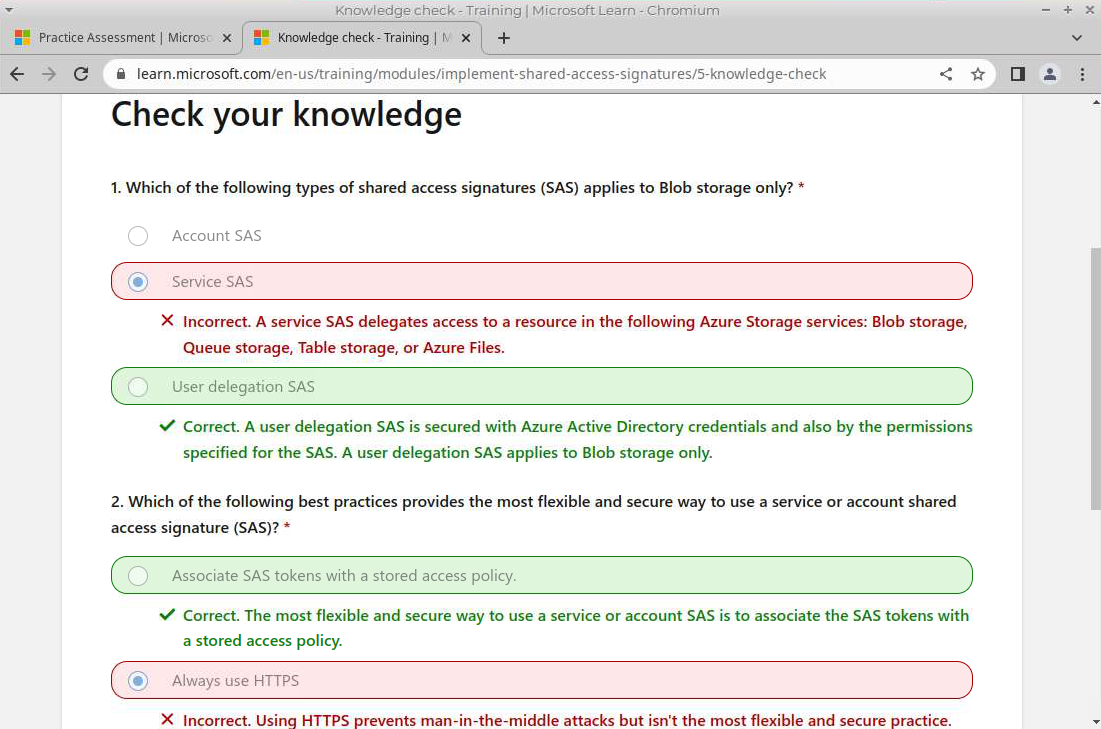 Knowledge check - Training | Microsoft Learn - Chromium
Practice Assessment | Microso
Knowledge check - Training | M
learn.microsoft.com/en-us/training/modules/implement-shared-access-signatures/5-knowledge-check
Check your knowledge
1. Which of the following types of shared access signatures (SAS) applies to Blob storage only? *
Account SAS
Service SAS
Incorrect. A service SAS delegates access to a resource in the following Azure Storage services: Blob storage,
Queue storage, Table storage, or Azure Files.
User delegation SAS
Correct. A user delegation SAS is secured with Azure Active Directory credentials and also by the permissions
specified for the SAS. A user delegation SAS applies to Blob storage only.
2. Which of the following best practices provides the most flexible and secure way to use a service or account shared
access signature (SAS)? *
Associate SAS tokens with a stored access policy.
Correct. The most flexible and secure way to use a service or account SAS is to associate the SAS tokens with
a stored access policy.
Always use HTTPS
Incorrect. Using HTTPS prevents man-in-the-middle attacks but isn't the most flexible and secure practice.